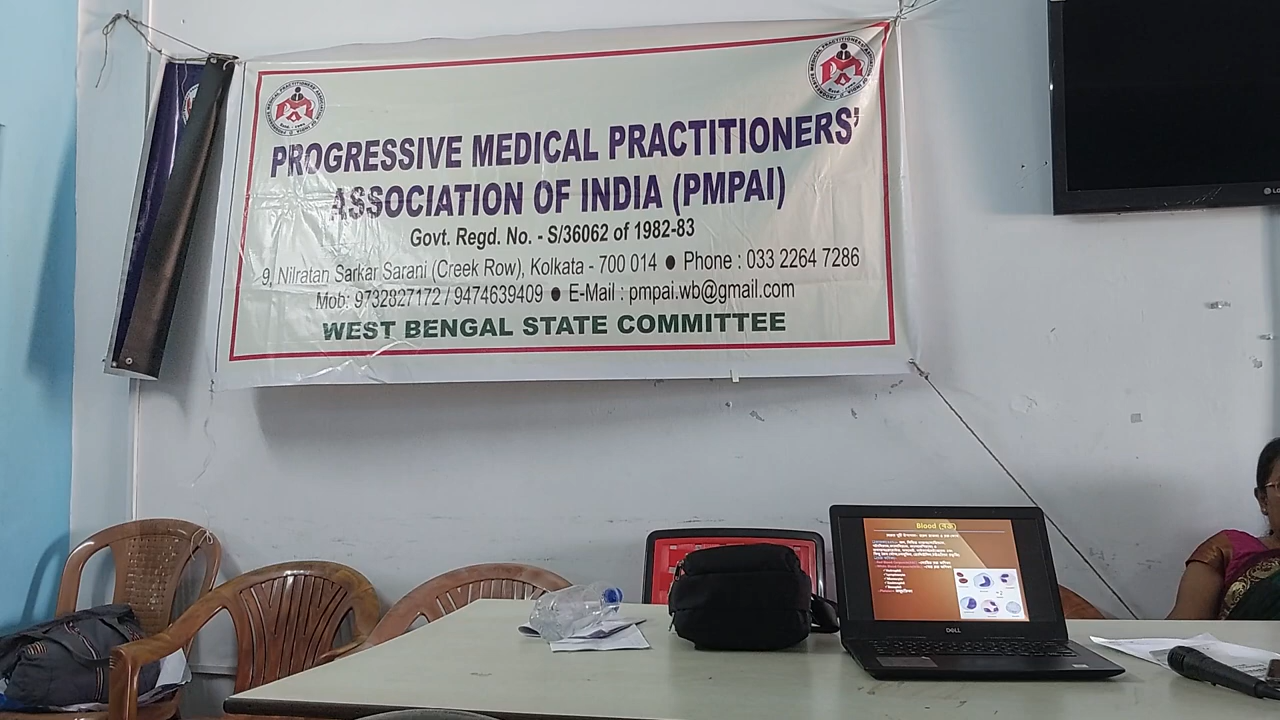 PROGRESSIVE MEDICAL PRACTITIONERS'
ASSOCIATION OF INDIA (PMPAI)
Govt. Regd. No. - S/36062 of 1982-83
9, Nilratan Sarkar Sarani (Creek Row), Kolkata - 700 014 ● Phone : 033 2264 7286
Mob: 9732827172 / 9474639409 ● E-Mail : pmpai.wb@gmail.com
WEST BENGAL STATE COMMITTEE
LG
Blood (রক্ত)
DELL